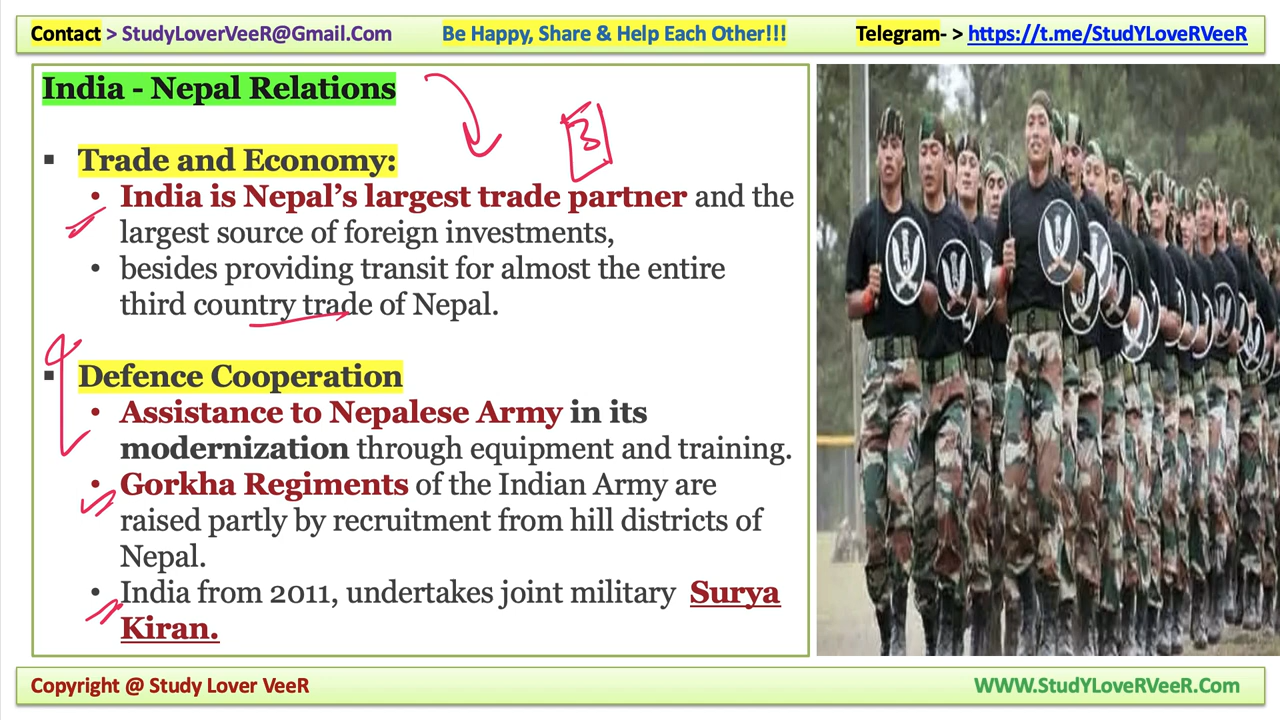 Contact > StudyLoverVeeR@Gmail.Com Be Happy, Share & Help Each Other!!! Telegram- > https://t.me/StudYLoveRVeeR
India - Nepal Relations
3
▪ Trade and Economy:
• India is Nepal's largest trade partner and the
largest source of foreign investments,
• besides providing transit for almost the entire
third country trade of Nepal.
▪ Defence Cooperation
• Assistance to Nepalese Army in its
modernization through equipment and training.
• Gorkha Regiments of the Indian Army are
raised partly by recruitment from hill districts of
Nepal.
• India from 2011, undertakes joint military Surya
Kiran.
Copyright @ Study Lover VeeR WWW.StudYLoveRVeeR.Com